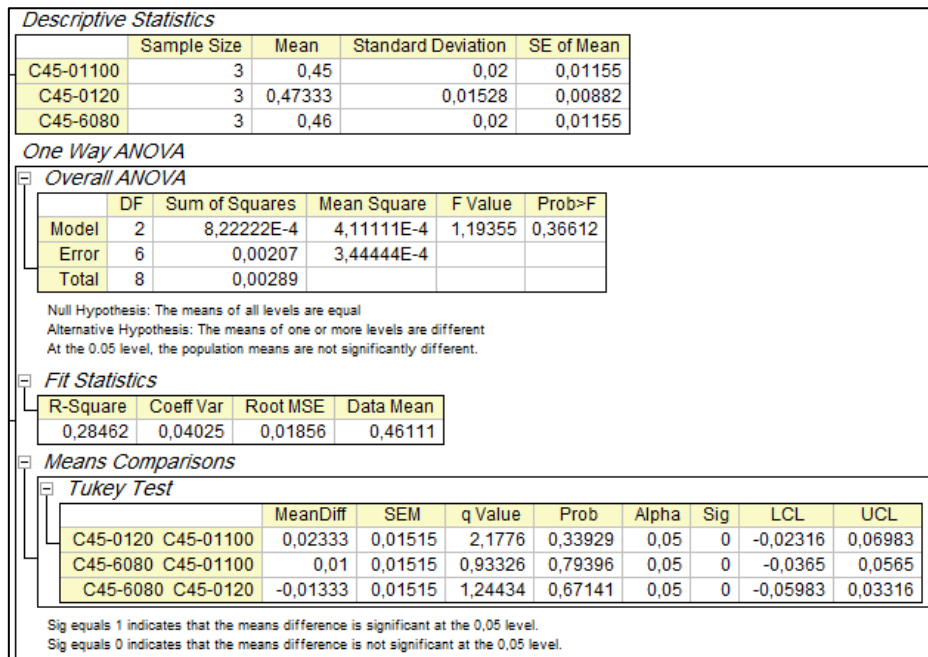 Descriptive Statistics
Sample Size Mean Standard Deviation SE of Mean
C45-01100 3 0,45 0,02 0,01155
C45-0120 3 0,47333 0,01528 0,00882
C45-6080 3 0,46 0,02 0,01155
One Way ANOVA
Overall ANOVA
DF Sum of Squares Mean Square F Value Prob>F
Model 2 8,22222E-4 4,11111E-4 1,19355 0,36612
Error 6 0,00207 3,44444E-4
Total 8 0,00289
Null Hypothesis: The means of all levels are equal
Alternative Hypothesis: The means of one or more levels are different
At the 0.05 level, the population means are not significantly different.
Fit Statistics
R-Square Coeff Var Root MSE Data Mean
0,28462 0,04025 0,01856 0,46111
Means Comparisons
Tukey Test
MeanDiff SEM q Value Prob Alpha Sig LCL UCL
C45-0120 C45-01100 0,02333 0,01515 2,1776 0,33929 0,05 0 -0,02316 0,06983
C45-6080 C45-01100 0,01 0,01515 0,93326 0,79396 0,05 0 -0,0365 0,0565
C45-6080 C45-0120 -0,01333 0,01515 1,24434 0,67141 0,05 0 -0,05983 0,03316
Sig equals 1 indicates that the means difference is significant at the 0,05 level.
Sig equals 0 indicates that the means difference is not significant at the 0,05 level.